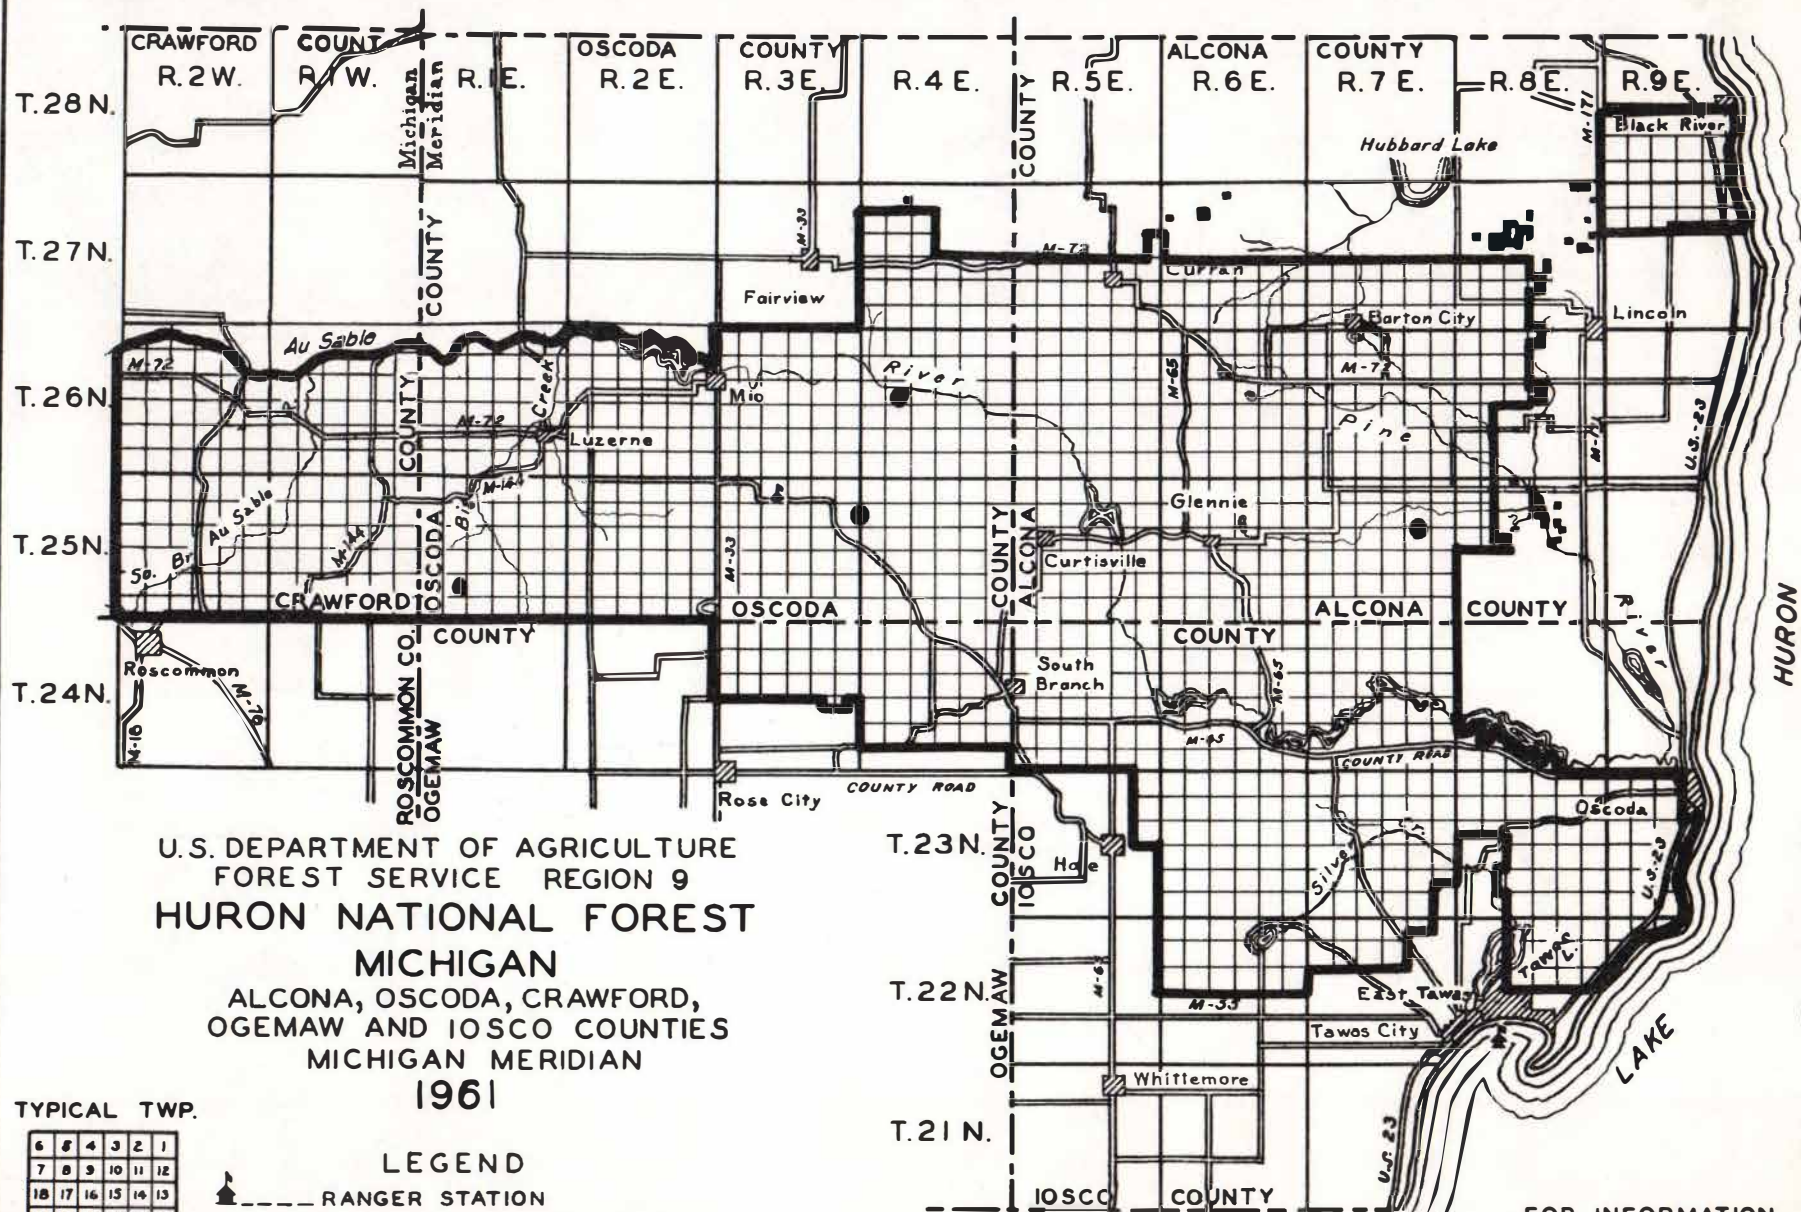 CRAWFORD COUNT OSCODA COUNTY ALCONA COUNTY
R.2W. R.1W. R.1E. R.2E. R.3E. R.4E. R.5E. R.6E. R.7E. R.8E. R.9E.
T.28N.
Michigan Meridian
COUNTY
M-171
Black River
Hubbard Lake
T.27N.
COUNTY
M-33
M-72
Curran
Fairview
Barton City
Lincoln
Au Sable
M-72
M-72
T.26N.
COUNTY
Creek
Mio
River
M-65
Pine
M-72
Luzerne
M-171
U.S.-23
M-144
Big
Au Sable
So. Br.
M-144
Glennie
T.25N.
OSCODA
M-33
COUNTY
ALCONA
Curtisville
CRAWFORD
OSCODA
ALCONA COUNTY
COUNTY
COUNTY
River
HURON
Roscommon
South
Branch
M-65
T.24N.
M-76
M-18
ROSCOMMON CO.
OGEMAW
M-65
COUNTY ROAD
Rose City
COUNTY ROAD
Oscoda
U.S. DEPARTMENT OF AGRICULTURE
FOREST SERVICE REGION 9
HURON NATIONAL FOREST
MICHIGAN
ALCONA, OSCODA, CRAWFORD,
OGEMAW AND IOSCO COUNTIES
MICHIGAN MERIDIAN
1961
T.23N.
COUNTY
IOSCO
Hale
Silver Cr.
U.S.-23
Tawas L.
T.22N.
OGEMAW
M-55
East Tawas
Tawas City
LAKE
Whittemore
T.21N.
U.S. 23
IOSCO COUNTY
TYPICAL TWP.
6 5 4 3 2 1
7 8 9 10 11 12
18 17 16 15 14 13
LEGEND
RANGER STATION
FOR INFORMATION